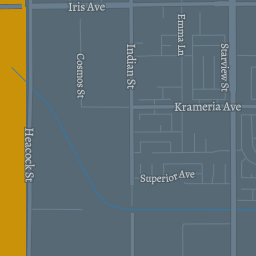 Iris Ave
Emma Ln
Indian St
Starview St
Cosmos St
Krameria Ave
Heacock St
Superior Ave